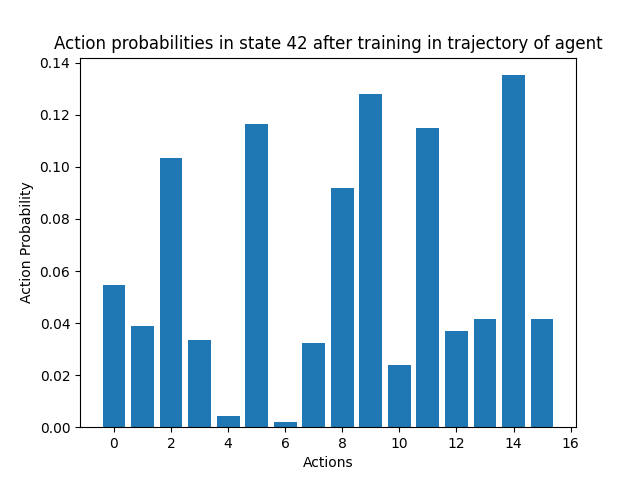 Action probabilities in state 42 after training in trajectory of agent
0.14
0.12
0.10
0.08
0.06
0.04
0.02
0.00
Action Probability
0 2 4 6 8 10 12 14 16
Actions